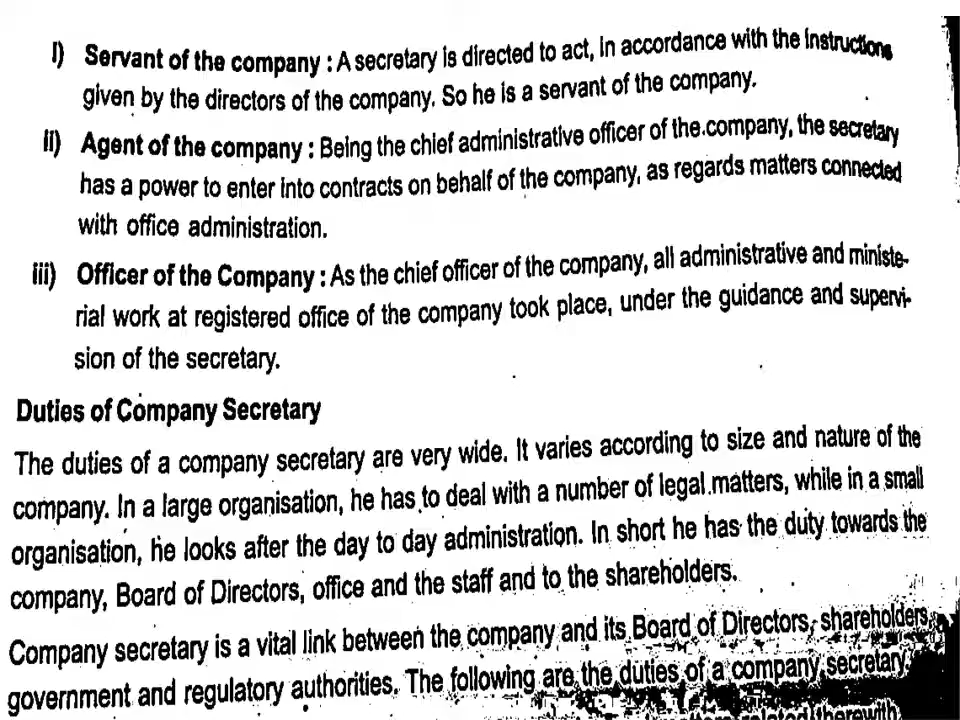 i) Servant of the company : A secretary is directed to act, in accordance with the instructions
given by the directors of the company. So he is a servant of the company.
ii) Agent of the company : Being the chief administrative officer of the company, the secretary
has a power to enter into contracts on behalf of the company, as regards matters connected
with office administration.
iii) Officer of the Company : As the chief officer of the company, all administrative and ministe-
rial work at registered office of the company took place, under the guidance and supervi-
sion of the secretary.
Duties of Company Secretary
The duties of a company secretary are very wide. It varies according to size and nature of the
company. In a large organisation, he has to deal with a number of legal matters, while in a small
organisation, he looks after the day to day administration. In short he has the duty towards the
company, Board of Directors, office and the staff and to the shareholders.
Company secretary is a vital link between the company and its Board of Directors, shareholders,
government and regulatory authorities. The following are the duties of a company secretary.
therewith